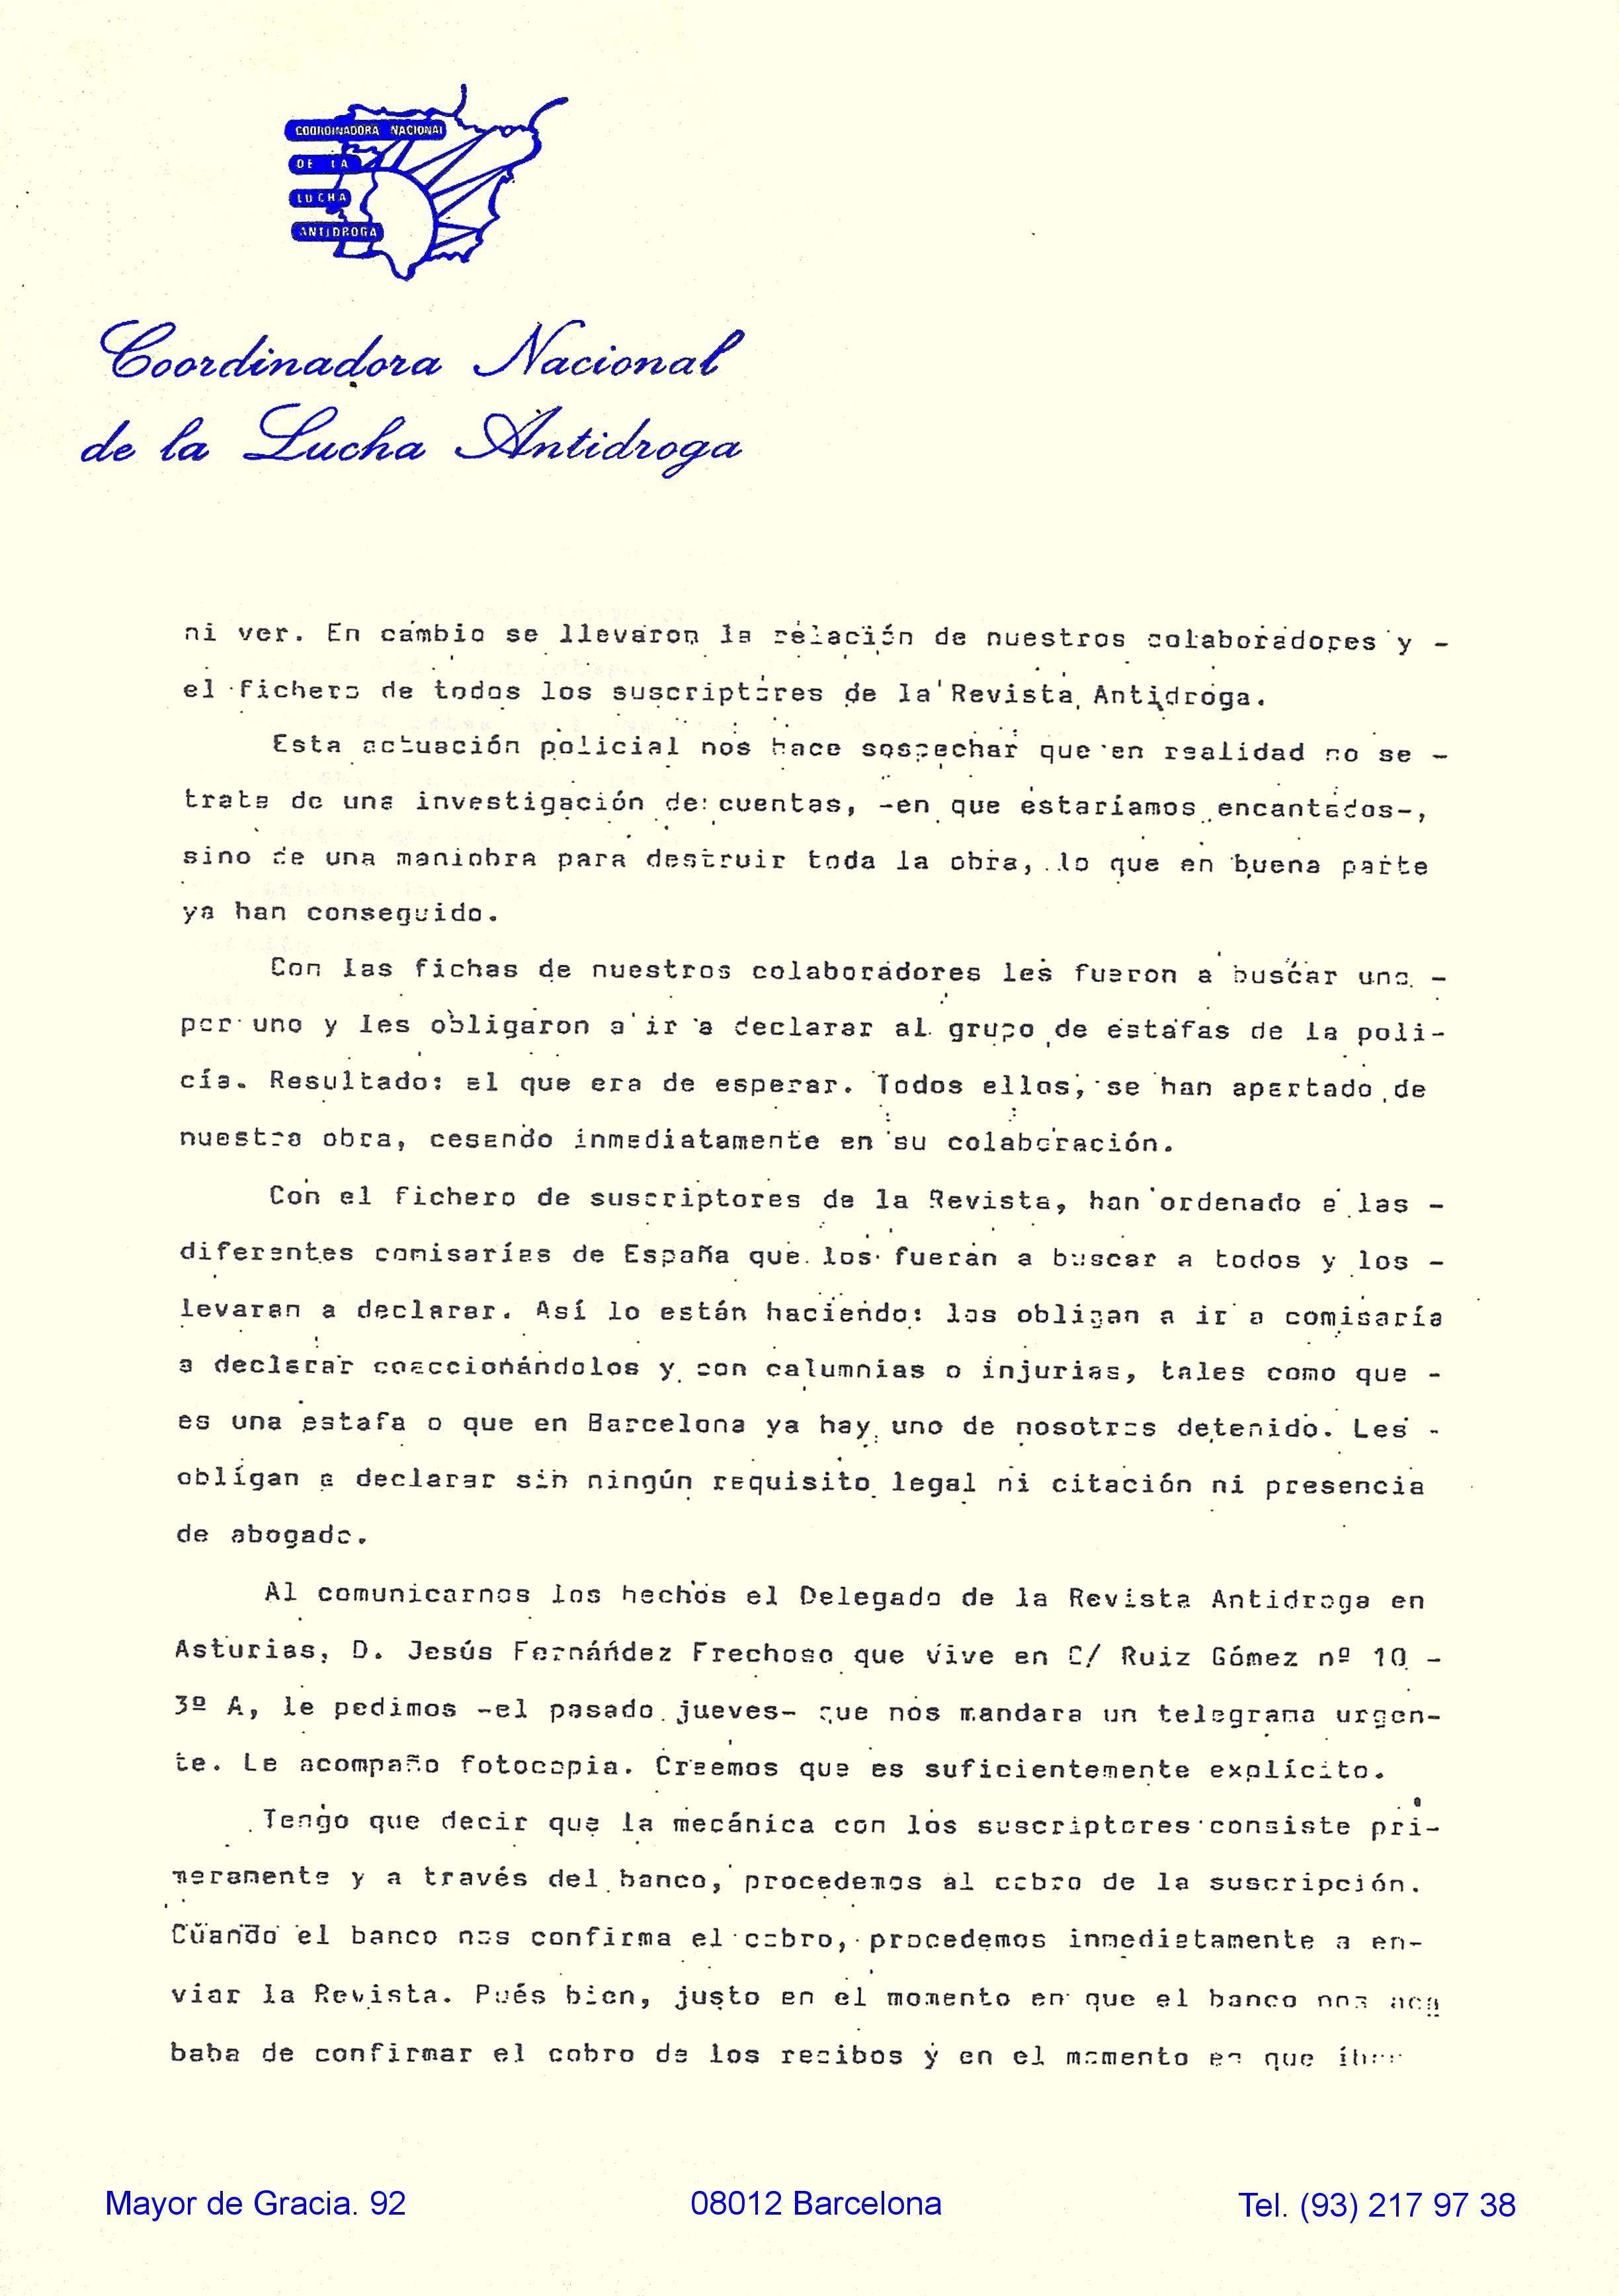 COORDINADORA NACIONAL
DE LA
LUCHA
ANTIDROGA
Coordinadora Nacional
de la Lucha Antidroga
ni ver. En cambio se llevaron la relación de nuestros colaboradores y -
el fichero de todos los suscriptores de la Revista Antidroga.
Esta actuación policial nos hace sospechar que en realidad no se -
trata de una investigación de cuentas, -en que estaríamos encantados-,
sino de una maniobra para destruir toda la obra, lo que en buena parte
ya han conseguido.
Con las fichas de nuestros colaboradores les fueron a buscar uno -
por uno y les obligaron a ir a declarar al grupo de estafas de la poli-
cía. Resultado: el que era de esperar. Todos ellos, se han apartado de
nuestra obra, cesando inmediatamente en su colaboración.
Con el fichero de suscriptores de la Revista, han ordenado a las -
diferentes comisarías de España que los fueran a buscar a todos y los -
levaran a declarar. Así lo están haciendo: los obligan a ir a comisaría
a declarar coaccionándolos y con calumnias o injurias, tales como que -
es una estafa o que en Barcelona ya hay uno de nosotros detenido. Les -
oblígan a declarar sin ningún requisito legal ni citación ni presencia
de abogado.
Al comunicarnos los hechos el Delegado de la Revista Antidroga en
Asturias, D. Jesús Fernández Frechoso que vive en C/ Ruiz Gómez nº 10 -
3º A, le pedimos -el pasado jueves- que nos mandara un telegrama urgen-
te. Le acompaño fotocopia. Creemos que es suficientemente explícito.
Tengo que decir que la mecánica con los suscriptores consiste pri-
meramente y a través del banco, procedemos al cobro de la suscripción.
Cuando el banco nos confirma el cobro, procedemos inmediatamente a en-
viar la Revista. Pués bien, justo en el momento en que el banco nos aca
baba de confirmar el cobro de los recibos y en el momento en que
Mayor de Gracia. 92
08012 Barcelona
Tel. (93) 217 97 38